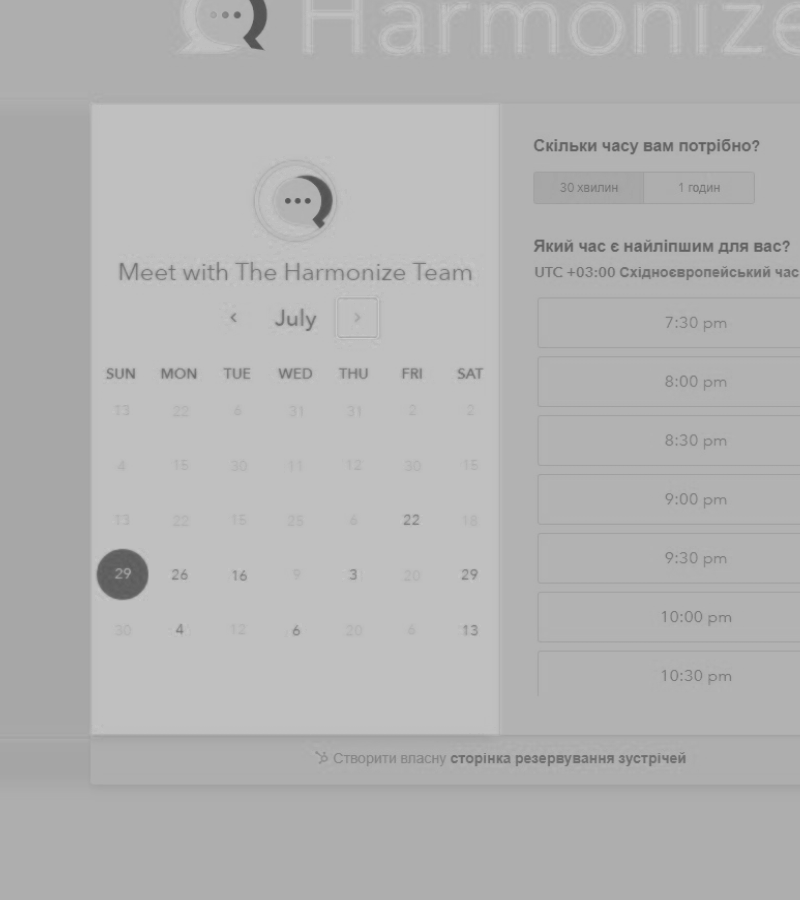 Harmonize
Meet with The Harmonize Team
July
SUN MON TUE WED THU FRI SAT
13 22 6 31 31 2 2
4 15 30 11 12 30 15
13 22 15 25 6 22 18
29 26 16 9 3 20 29
30 4 12 6 20 6 13
Скільки часу вам потрібно?
30 хвилин 1 годин
Який час є найліпшим для вас?
UTC +03:00 Східноєвропейський час
7:30 pm
8:00 pm
8:30 pm
9:00 pm
9:30 pm
10:00 pm
10:30 pm
Створити власну сторінка резервування зустрічей